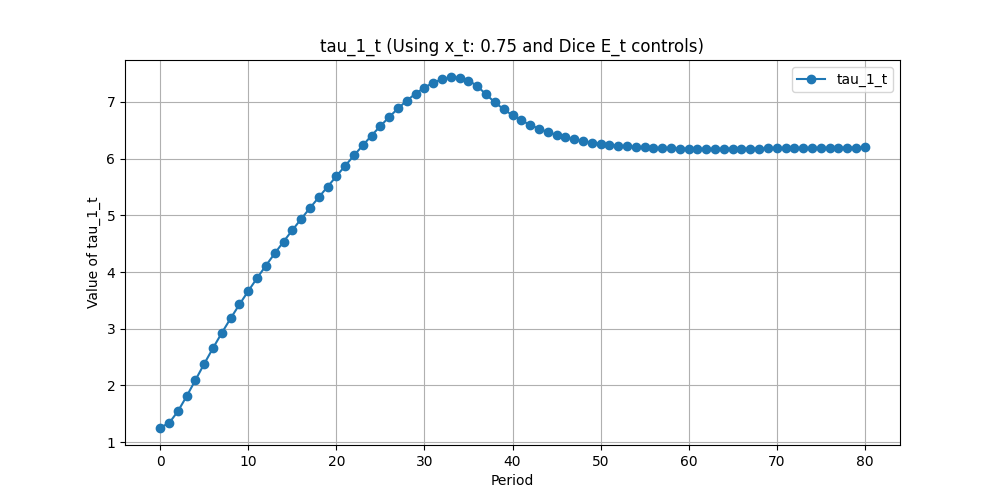 tau_1_t (Using x_t: 0.75 and Dice E_t controls)
tau_1_t
Value of tau_1_t
7
6
5
4
3
2
1
0 10 20 30 40 50 60 70 80
Period